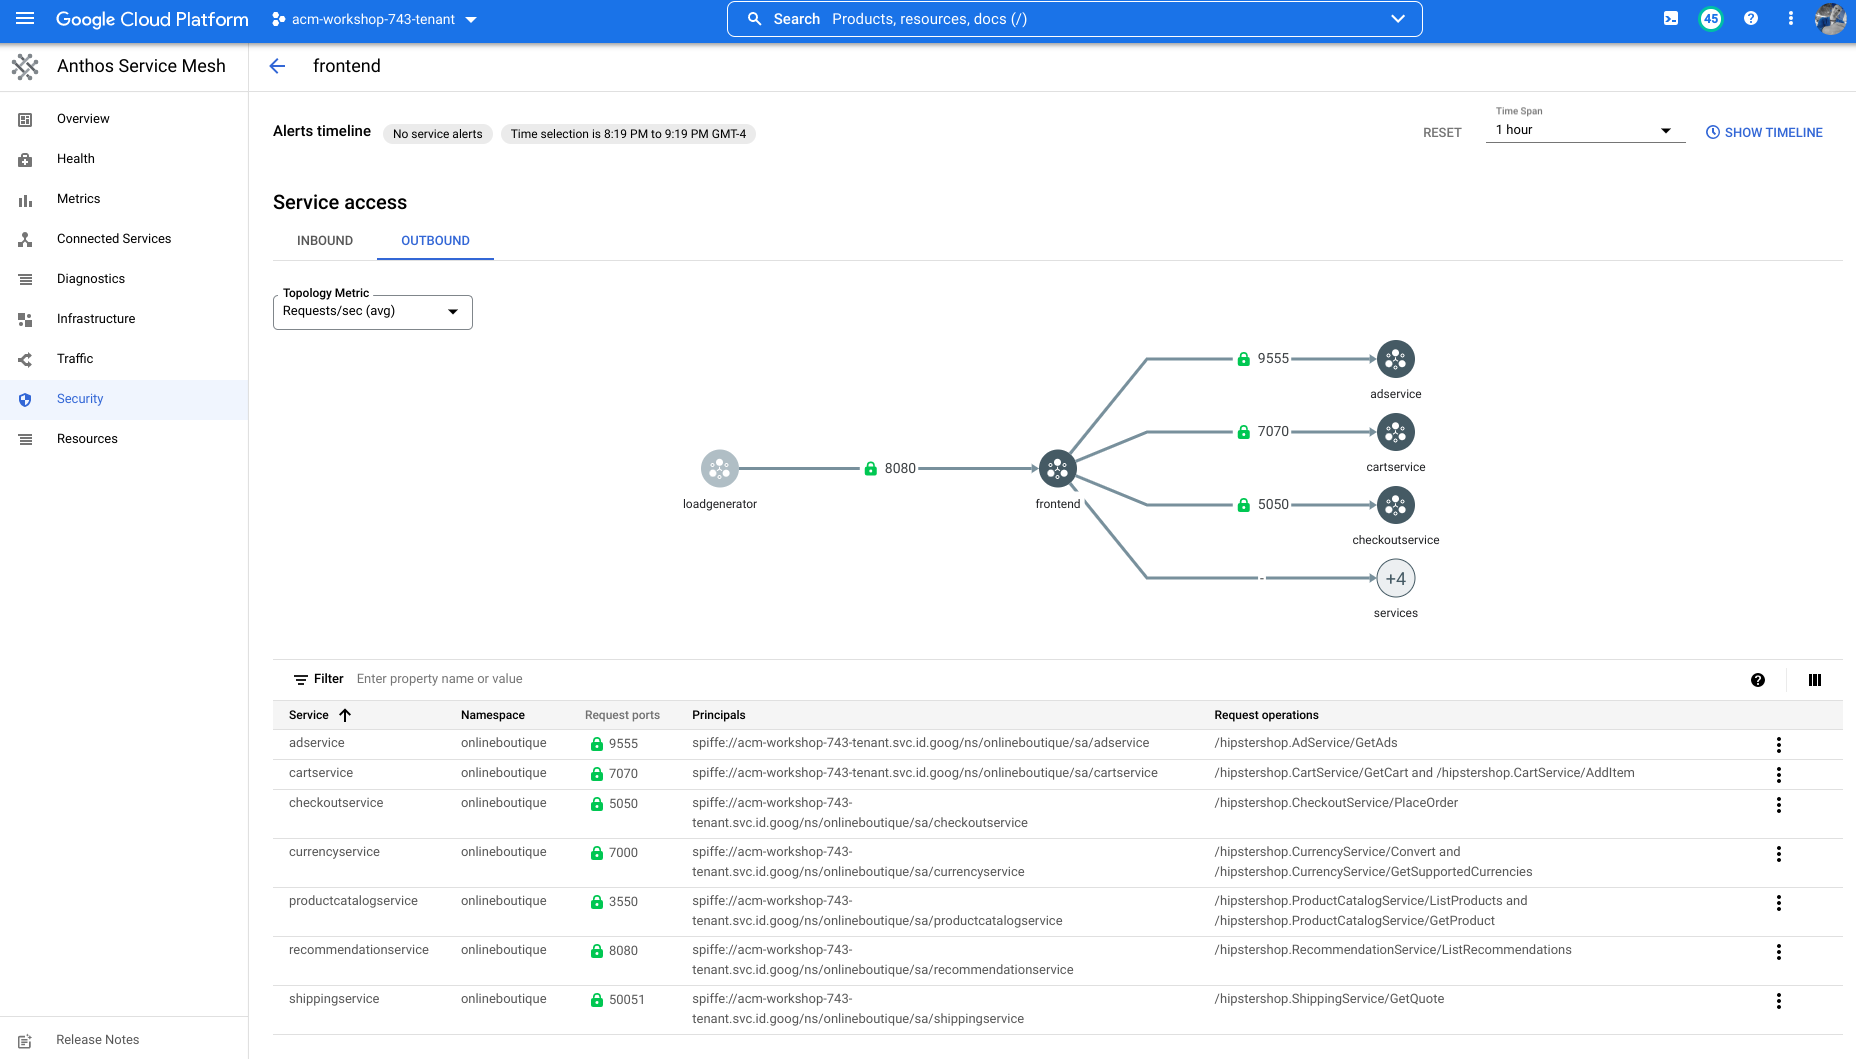 Google Cloud Platform
acm-workshop-743-tenant
Search Products, resources, docs (/)
45
Anthos Service Mesh
frontend
Overview
Health
Metrics
Connected Services
Diagnostics
Infrastructure
Traffic
Security
Resources
Release Notes
Alerts timeline
No service alerts
Time selection is 8:19 PM to 9:19 PM GMT-4
RESET
Time Span
1 hour
SHOW TIMELINE
Service access
INBOUND
OUTBOUND
Topology Metric
Requests/sec (avg)
9555
adservice
7070
cartservice
loadgenerator
8080
frontend
5050
checkoutservice
-
+4
services
Filter Enter property name or value
Service Namespace Request ports Principals Request operations
adservice onlineboutique 9555 spiffe://acm-workshop-743-tenant.svc.id.goog/ns/onlineboutique/sa/adservice /hipstershop.AdService/GetAds
cartservice onlineboutique 7070 spiffe://acm-workshop-743-tenant.svc.id.goog/ns/onlineboutique/sa/cartservice /hipstershop.CartService/GetCart and /hipstershop.CartService/AddItem
checkoutservice onlineboutique 5050 spiffe://acm-workshop-743- /hipstershop.CheckoutService/PlaceOrder
tenant.svc.id.goog/ns/onlineboutique/sa/checkoutservice
currencyservice onlineboutique 7000 spiffe://acm-workshop-743- /hipstershop.CurrencyService/Convert and
tenant.svc.id.goog/ns/onlineboutique/sa/currencyservice /hipstershop.CurrencyService/GetSupportedCurrencies
productcatalogservice onlineboutique 3550 spiffe://acm-workshop-743- /hipstershop.ProductCatalogService/ListProducts and
tenant.svc.id.goog/ns/onlineboutique/sa/productcatalogservice /hipstershop.ProductCatalogService/GetProduct
recommendationservice onlineboutique 8080 spiffe://acm-workshop-743- /hipstershop.RecommendationService/ListRecommendations
tenant.svc.id.goog/ns/onlineboutique/sa/recommendationservice
shippingservice onlineboutique 50051 spiffe://acm-workshop-743- /hipstershop.ShippingService/GetQuote
tenant.svc.id.goog/ns/onlineboutique/sa/shippingservice